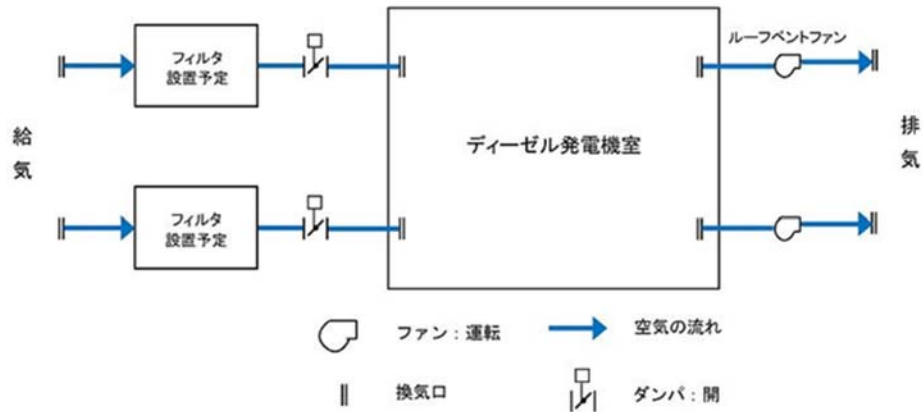 ルーフベントファン
フィルタ
設置予定
給
気
排
気
ディーゼル発電機室
フィルタ
設置予定
ファン：運転
空気の流れ
換気口
ダンパ：開